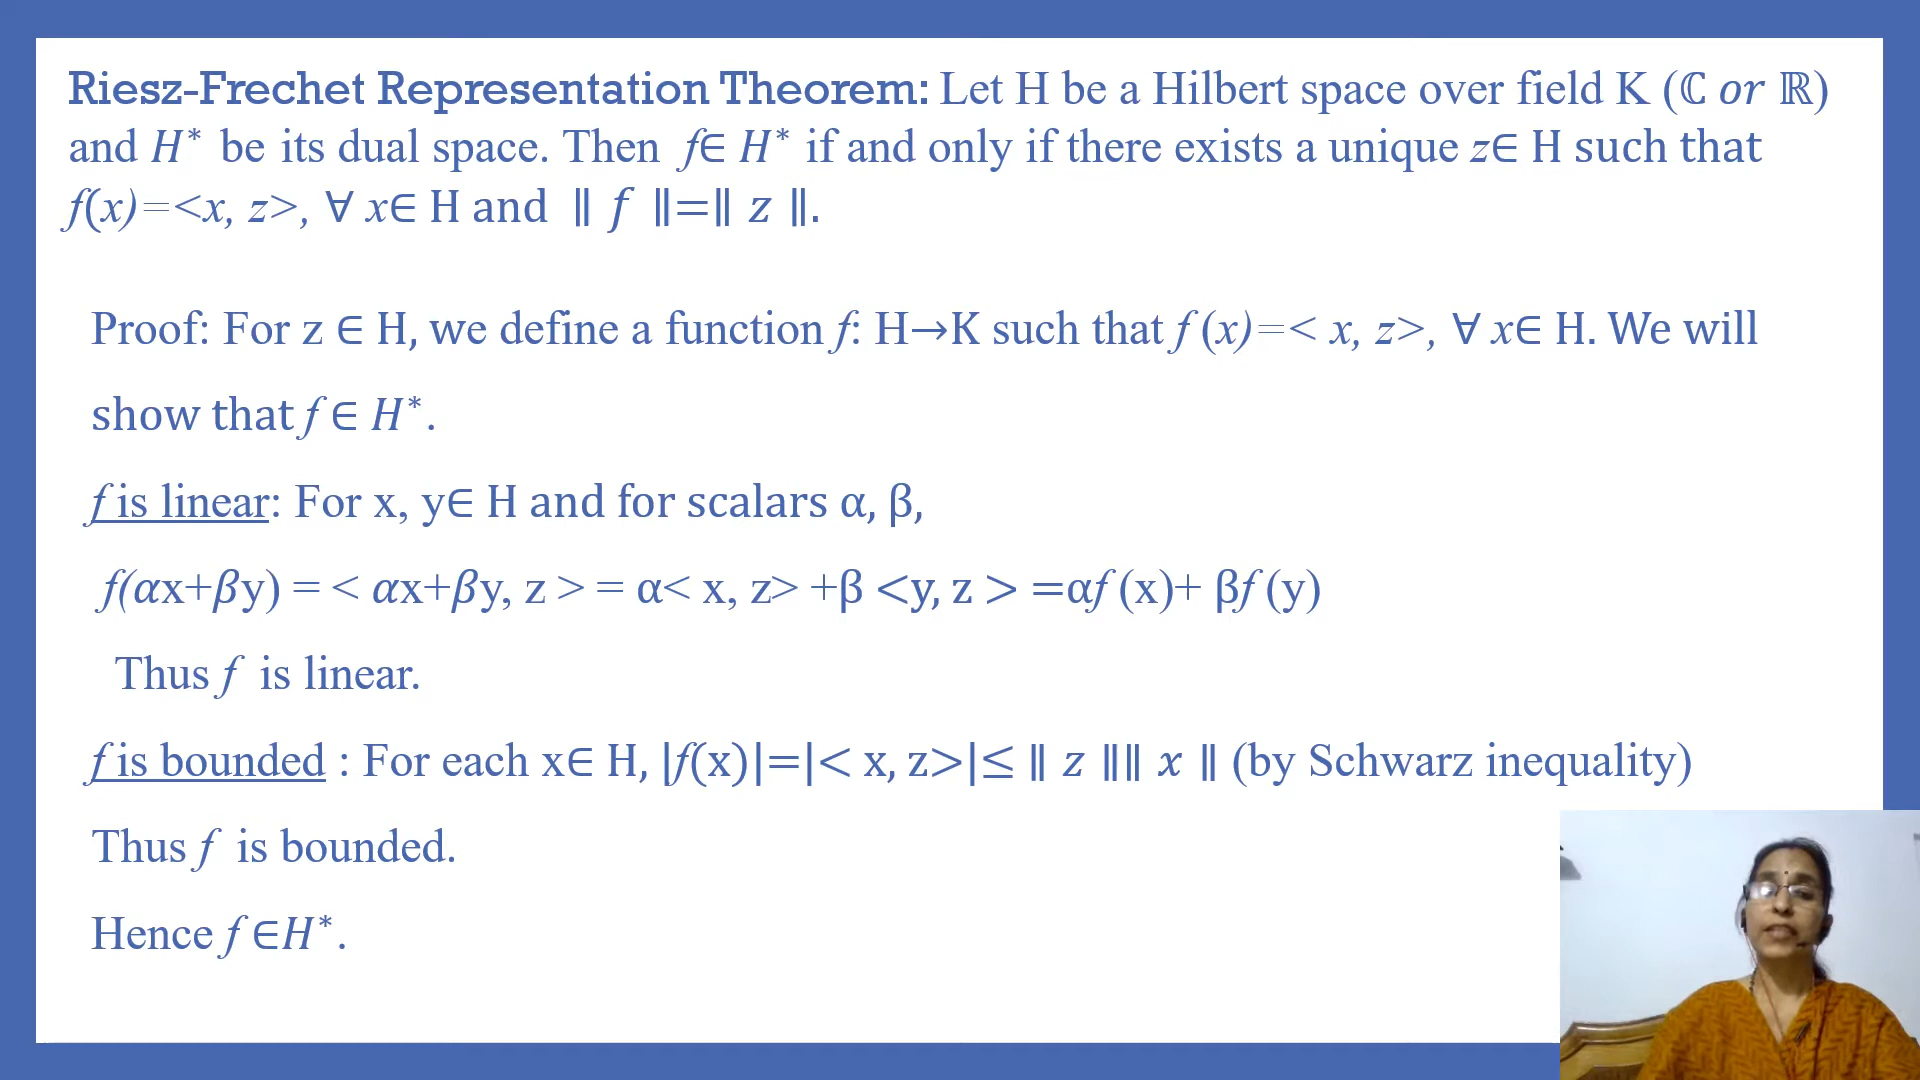 Riesz-Frechet Representation Theorem: Let H be a Hilbert space over field K (ℂ or ℝ)
and H* be its dual space. Then f∈ H* if and only if there exists a unique z∈ H such that
f(x)=<x, z>, ∀ x∈ H and ‖ f ‖=‖ z ‖.
Proof: For z ∈ H, we define a function f: H→K such that f (x)=< x, z>, ∀ x∈ H. We will
show that f ∈ H*.
f is linear: For x, y∈ H and for scalars α, β,
f(αx+βy) = < αx+βy, z > = α< x, z> +β <y, z > =αf (x)+ βf (y)
Thus f is linear.
f is bounded : For each x∈ H, |f(x)|=|< x, z>|≤ ‖ z ‖‖ x ‖ (by Schwarz inequality)
Thus f is bounded.
Hence f ∈H*.